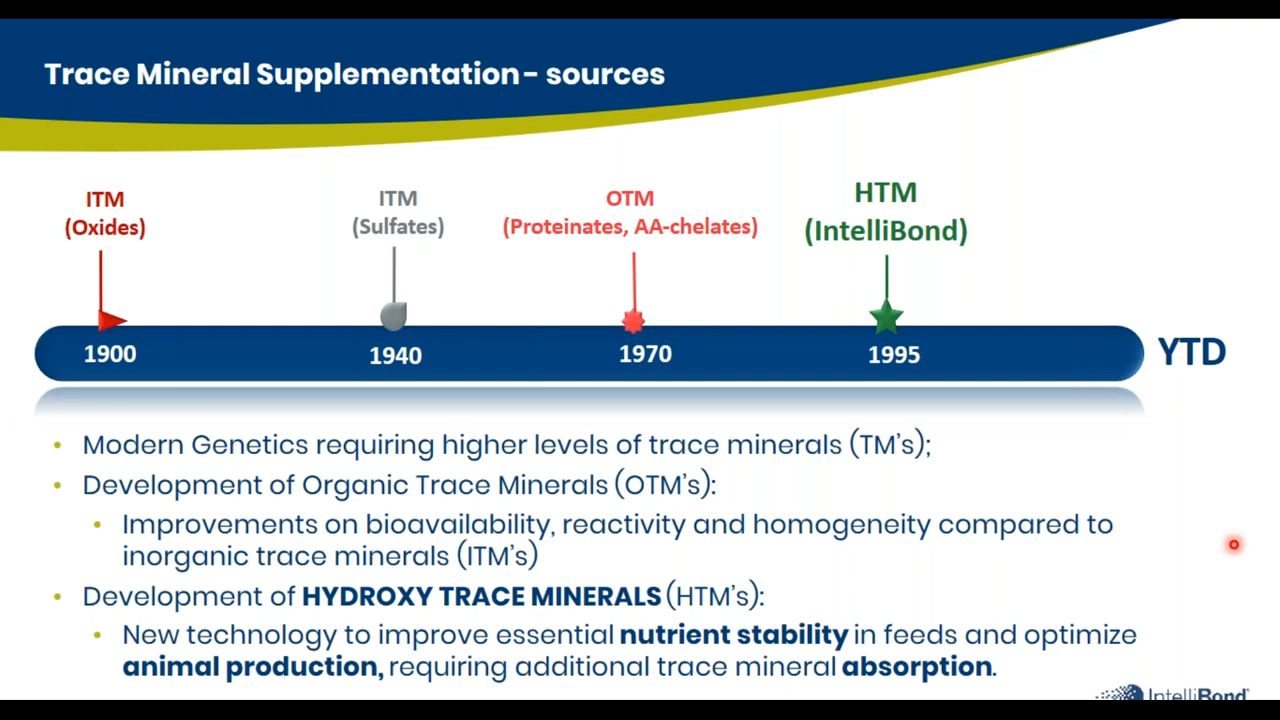 Trace Mineral Supplementation - sources
ITM
(Oxides)
ITM
(Sulfates)
OTM
(Proteinates, AA-chelates)
HTM
(IntelliBond)
1900
1940
1970
1995
YTD
• Modern Genetics requiring higher levels of trace minerals (TM's);
• Development of Organic Trace Minerals (OTM's):
• Improvements on bioavailability, reactivity and homogeneity compared to
inorganic trace minerals (ITM's)
• Development of HYDROXY TRACE MINERALS (HTM's):
• New technology to improve essential nutrient stability in feeds and optimize
animal production, requiring additional trace mineral absorption.
IntelliBond